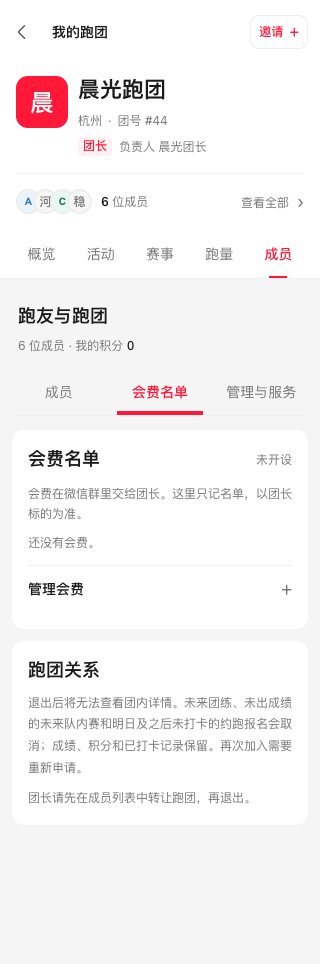 我的跑团
邀请 +
晨
晨光跑团
杭州 · 团号 #44
团长 负责人 晨光团长
A 河 C 稳 6 位成员 查看全部
概览 活动 赛事 跑量 成员
跑友与跑团
6 位成员 · 我的积分 0
成员 会费名单 管理与服务
会费名单 未开设
会费在微信群里交给团长。这里只记名单，以团长
标的为准。
还没有会费。
管理会费 +
跑团关系
退出后将无法查看团内详情。未来团练、未出成绩
的未来队内赛和明日及之后未打卡的约跑报名会取
消；成绩、积分和已打卡记录保留。再次加入需要
重新申请。
团长请先在成员列表中转让跑团，再退出。